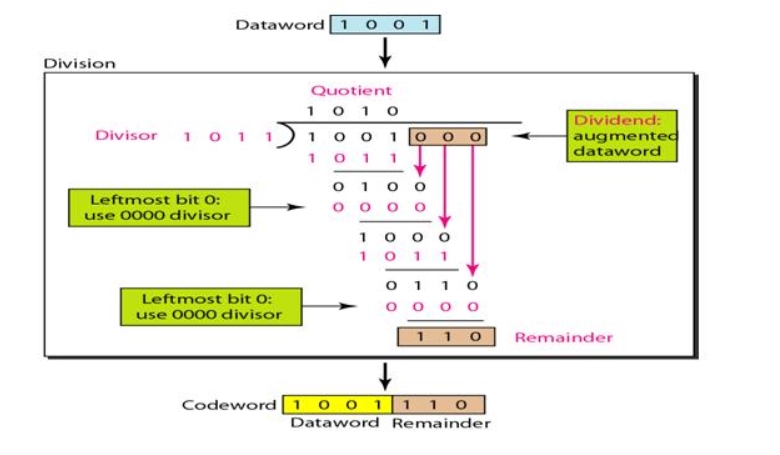 Dataword 1 0 0 1
Division
Quotient
1 0 1 0
Divisor 1 0 1 1 1 0 0 1 0 0 0
Dividend:
augmented
dataword
1 0 1 1
0 1 0 0
Leftmost bit 0:
use 0000 divisor
0 0 0 0
1 0 0 0
1 0 1 1
0 1 1 0
Leftmost bit 0:
use 0000 divisor
0 0 0 0
1 1 0 Remainder
Codeword 1 0 0 1 1 1 0
Dataword Remainder